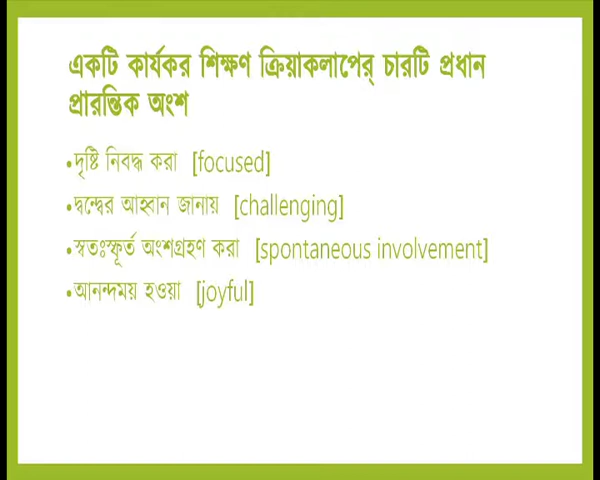 একটি কার্যকর শিক্ষণ ক্রিয়াকলাপের্ চারটি প্রধান
প্রারন্তিক অংশ
•দৃষ্টি নিবদ্ধ করা [focused]
•দ্বন্দ্বের আহ্বান জানায় [challenging]
•স্বতঃস্ফূর্ত অংশগ্রহণ করা [spontaneous involvement]
•আনন্দময় হওয়া [joyful]